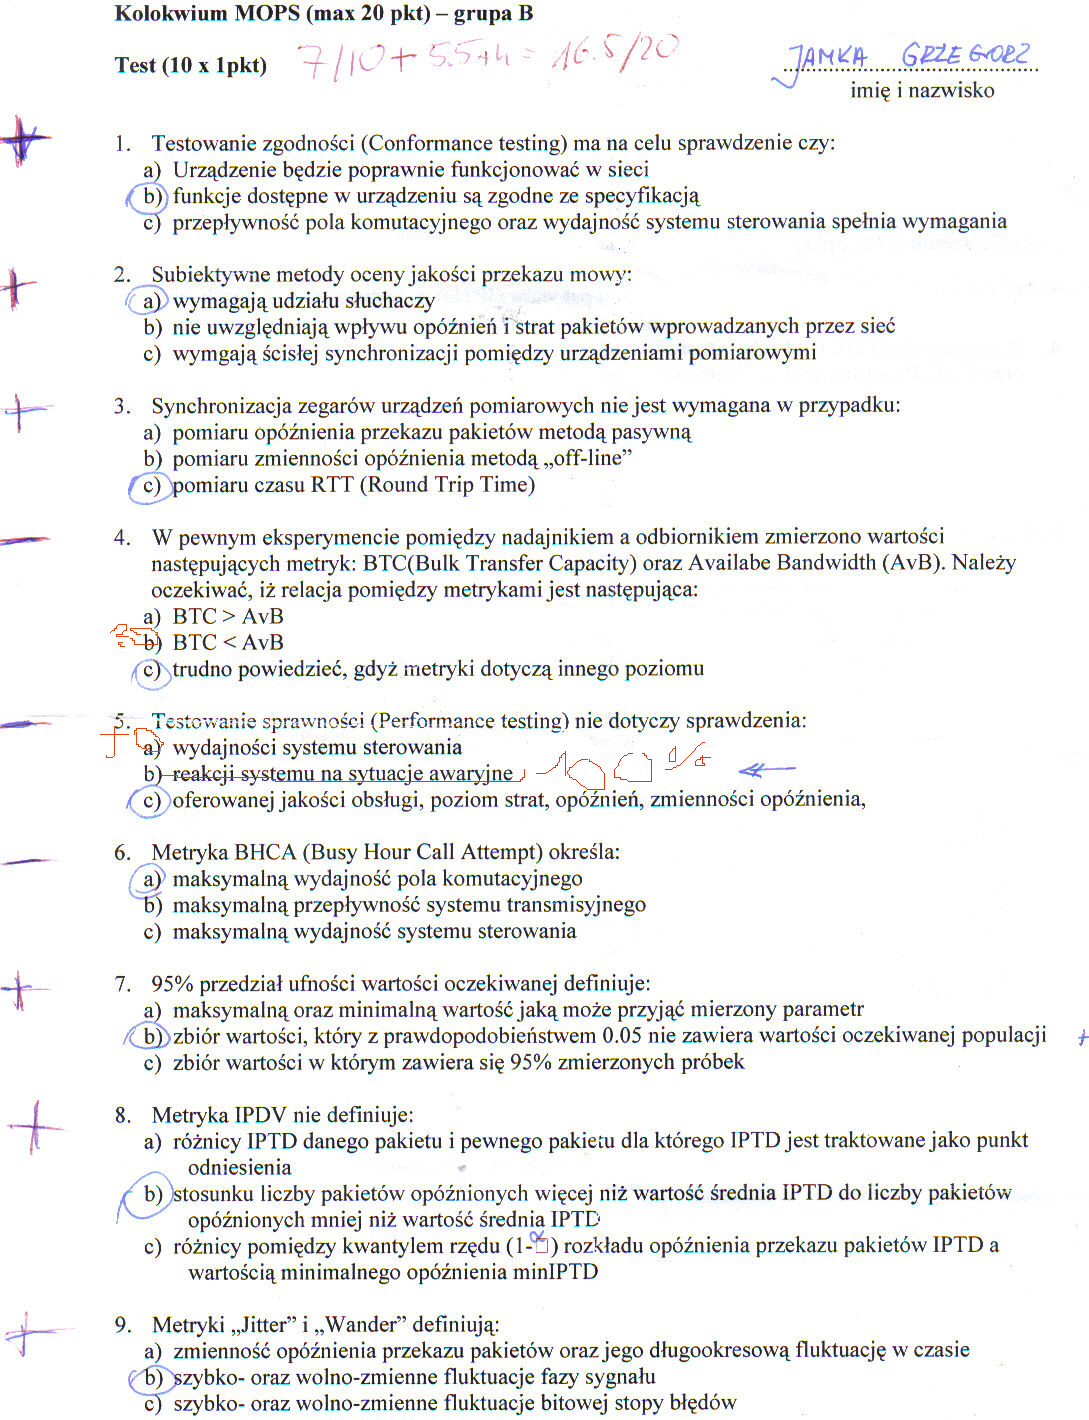 Kolokwium MOPS (max 20 pkt) – grupa B
Test (10 x 1pkt) 7/10 + 5.5+4 = 16.5/20 JAMKA GRZEGORZ
imię i nazwisko
1. Testowanie zgodności (Conformance testing) ma na celu sprawdzenie czy:
a) Urządzenie będzie poprawnie funkcjonować w sieci
b) funkcje dostępne w urządzeniu są zgodne ze specyfikacją
c) przepływność pola komutacyjnego oraz wydajność systemu sterowania spełnia wymagania
2. Subiektywne metody oceny jakości przekazu mowy:
a) wymagają udziału słuchaczy
b) nie uwzględniają wpływu opóźnień i strat pakietów wprowadzanych przez sieć
c) wymgają ścisłej synchronizacji pomiędzy urządzeniami pomiarowymi
3. Synchronizacja zegarów urządzeń pomiarowych nie jest wymagana w przypadku:
a) pomiaru opóźnienia przekazu pakietów metodą pasywną
b) pomiaru zmienności opóźnienia metodą „off-line”
c) pomiaru czasu RTT (Round Trip Time)
4. W pewnym eksperymencie pomiędzy nadajnikiem a odbiornikiem zmierzono wartości
następujących metryk: BTC(Bulk Transfer Capacity) oraz Availabe Bandwidth (AvB). Należy
oczekiwać, iż relacja pomiędzy metrykami jest następująca:
a) BTC > AvB
b) BTC < AvB
c) trudno powiedzieć, gdyż metryki dotyczą innego poziomu
5. Testowanie sprawności (Performance testing) nie dotyczy sprawdzenia:
a) wydajności systemu sterowania
b) reakcji systemu na sytuacje awaryjne
c) oferowanej jakości obsługi, poziom strat, opóźnień, zmienności opóźnienia,
6. Metryka BHCA (Busy Hour Call Attempt) określa:
a) maksymalną wydajność pola komutacyjnego
b) maksymalną przepływność systemu transmisyjnego
c) maksymalną wydajność systemu sterowania
7. 95% przedział ufności wartości oczekiwanej definiuje:
a) maksymalną oraz minimalną wartość jaką może przyjąć mierzony parametr
b) zbiór wartości, który z prawdopodobieństwem 0.05 nie zawiera wartości oczekiwanej populacji +
c) zbiór wartości w którym zawiera się 95% zmierzonych próbek
8. Metryka IPDV nie definiuje:
a) różnicy IPTD danego pakietu i pewnego pakietu dla którego IPTD jest traktowane jako punkt
odniesienia
b) stosunku liczby pakietów opóźnionych więcej niż wartość średnia IPTD do liczby pakietów
opóźnionych mniej niż wartość średnia IPTD
c) różnicy pomiędzy kwantylem rzędu (1-α) rozkładu opóźnienia przekazu pakietów IPTD a
wartością minimalnego opóźnienia minIPTD
9. Metryki „Jitter” i „Wander” definiują:
a) zmienność opóźnienia przekazu pakietów oraz jego długookresową fluktuację w czasie
b) szybko- oraz wolno-zmienne fluktuacje fazy sygnału
c) szybko- oraz wolno-zmienne fluktuacje bitowej stopy błędów